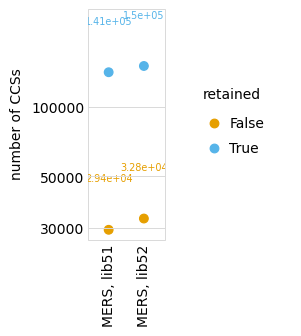 number of CCSs
100000
50000
30000
1.41e+05
1.5e+05
2.94e+04
3.28e+04
MERS, lib51
MERS, lib52
retained
False
True